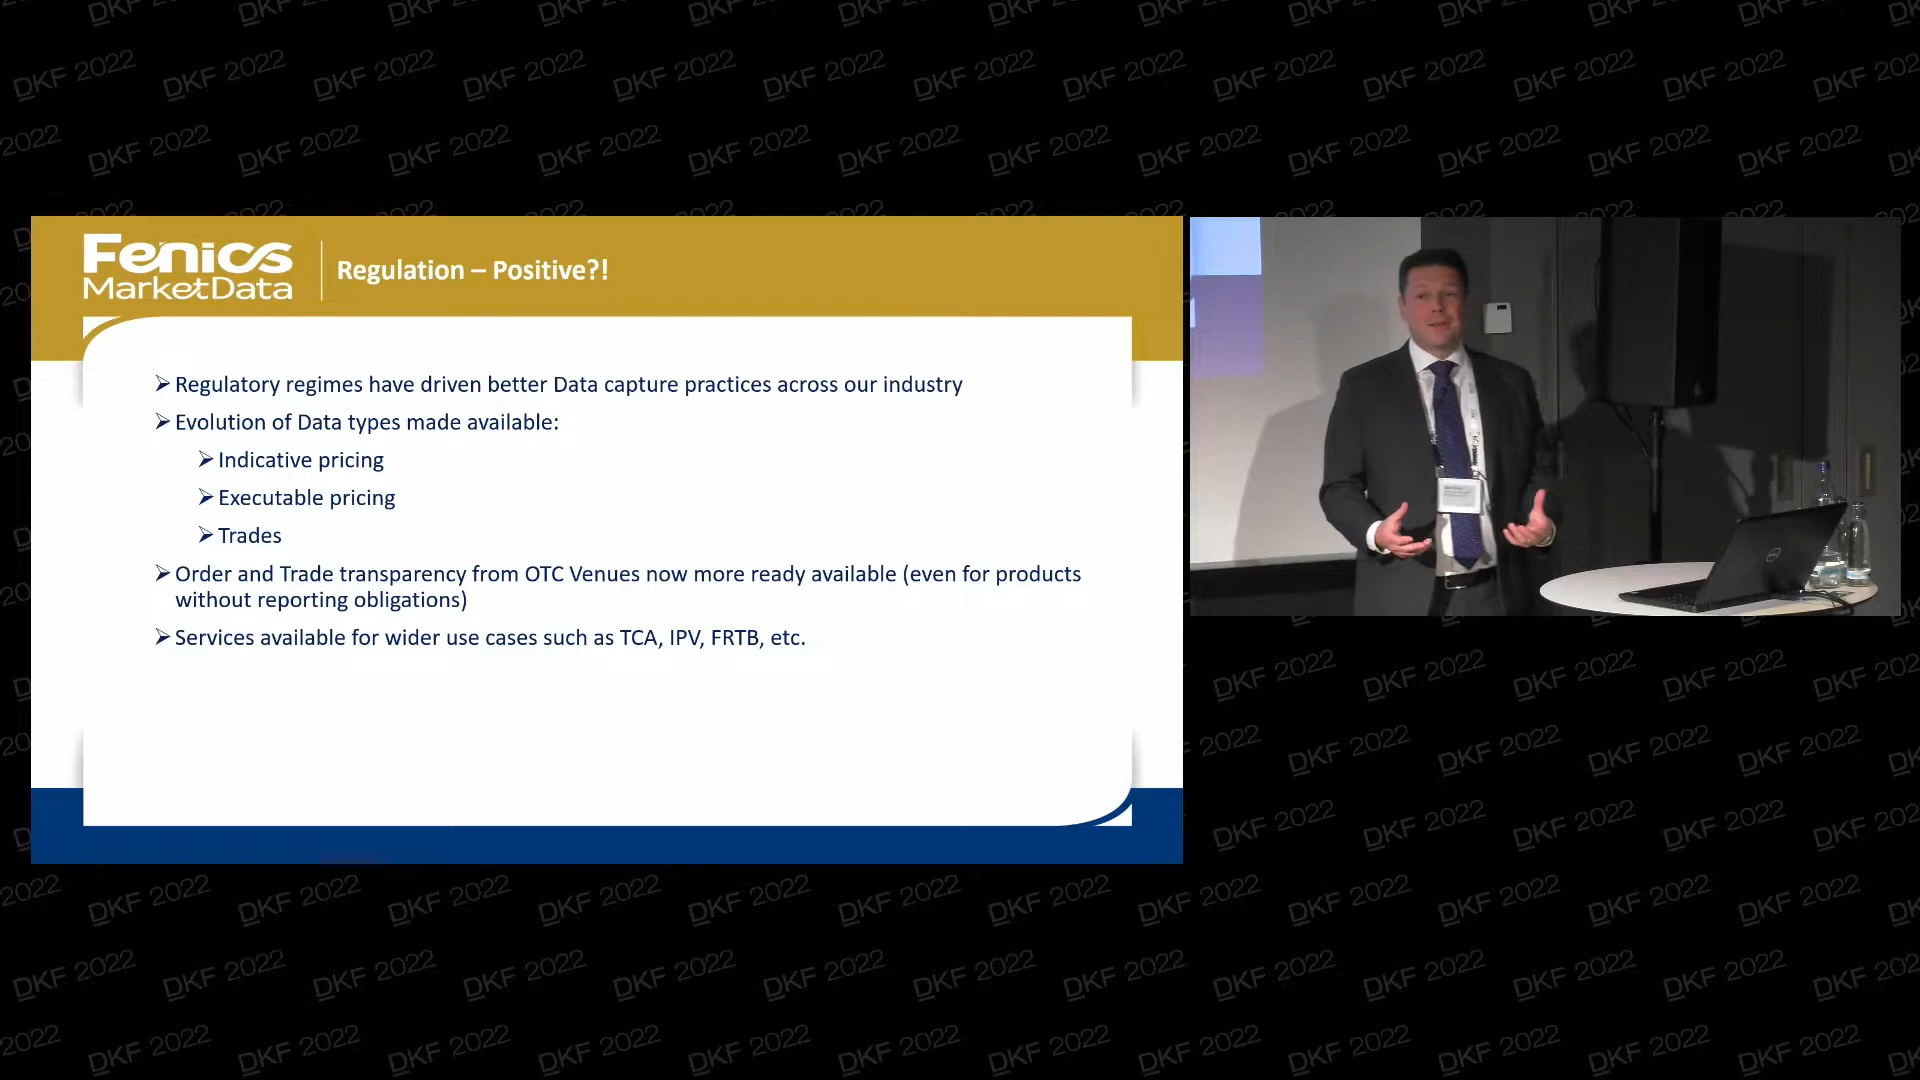 Fenics
MarketData
Regulation – Positive?!
➢ Regulatory regimes have driven better Data capture practices across our industry
➢ Evolution of Data types made available:
➢ Indicative pricing
➢ Executable pricing
➢ Trades
➢ Order and Trade transparency from OTC Venues now more ready available (even for products
without reporting obligations)
➢ Services available for wider use cases such as TCA, IPV, FRTB, etc.
DKF 2022